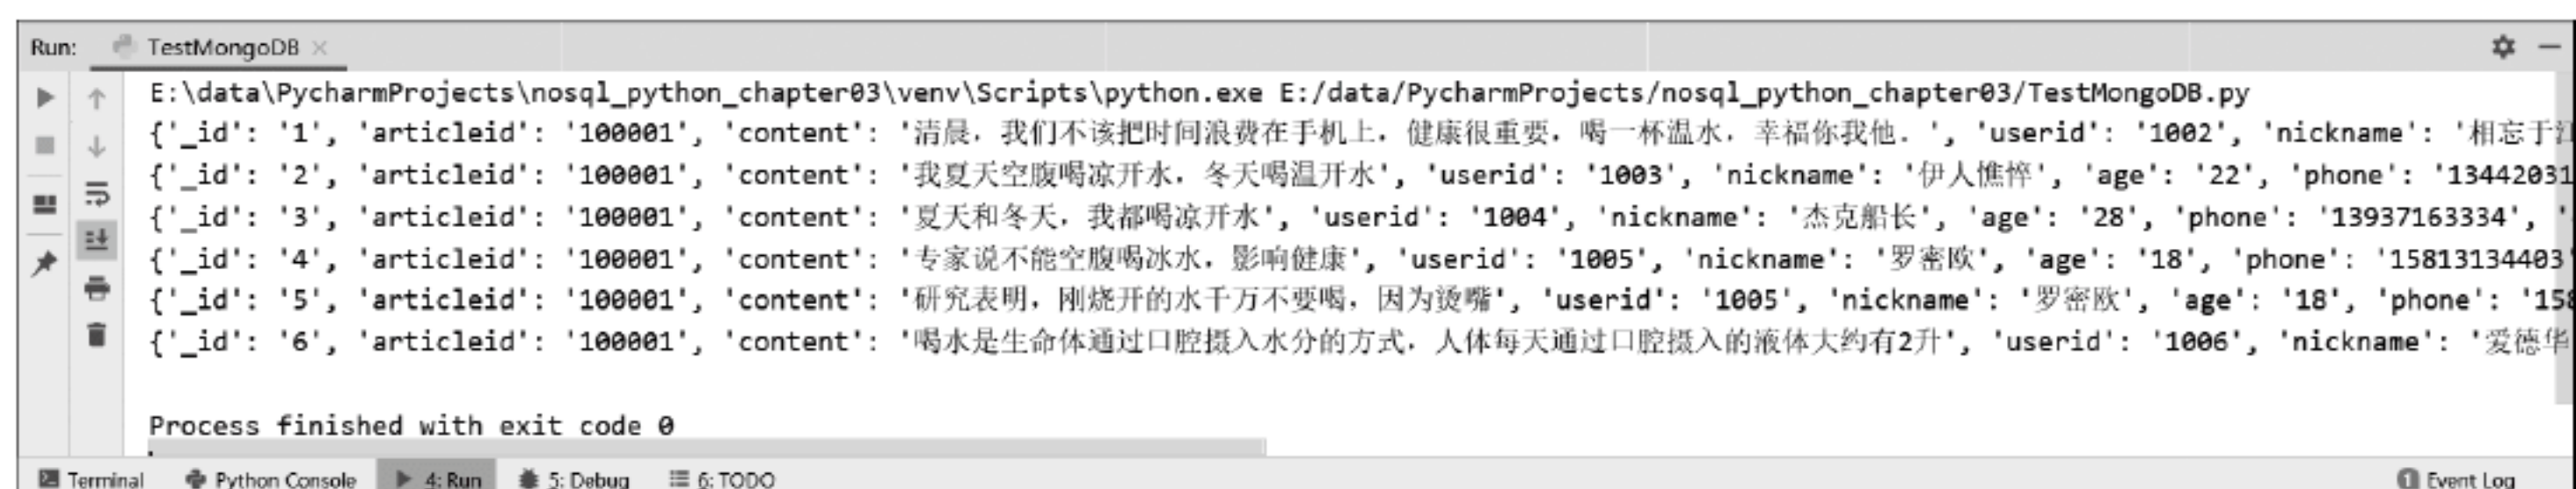 Run: TestMongoDB
E:\data\PycharmProjects\nosql_python_chapter03\venv\Scripts\python.exe E:/data/PycharmProjects/nosql_python_chapter03/TestMongoDB.py
{'_id': '1', 'articleid': '100001', 'content': '清晨，我们不该把时间浪费在手机上，健康很重要，喝一杯温水，幸福你我他. ', 'userid': '1002', 'nickname': '相忘于江
{'_id': '2', 'articleid': '100001', 'content': '我夏天空腹喝凉开水，冬天喝温开水', 'userid': '1003', 'nickname': '伊人憔悴', 'age': '22', 'phone': '13442031
{'_id': '3', 'articleid': '100001', 'content': '夏天和冬天，我都喝凉开水', 'userid': '1004', 'nickname': '杰克船长', 'age': '28', 'phone': '13937163334', '
{'_id': '4', 'articleid': '100001', 'content': '专家说不能空腹喝冰水，影响健康', 'userid': '1005', 'nickname': '罗密欧', 'age': '18', 'phone': '15813134403'
{'_id': '5', 'articleid': '100001', 'content': '研究表明，刚烧开的水千万不要喝，因为烫嘴', 'userid': '1005', 'nickname': '罗密欧', 'age': '18', 'phone': '158
{'_id': '6', 'articleid': '100001', 'content': '喝水是生命体通过口腔摄入水分的方式，人体每天通过口腔摄入的液体大约有2升', 'userid': '1006', 'nickname': '爱德华
Process finished with exit code 0
Terminal Python Console 4: Run 5: Debug 6: TODO 1 Event Log